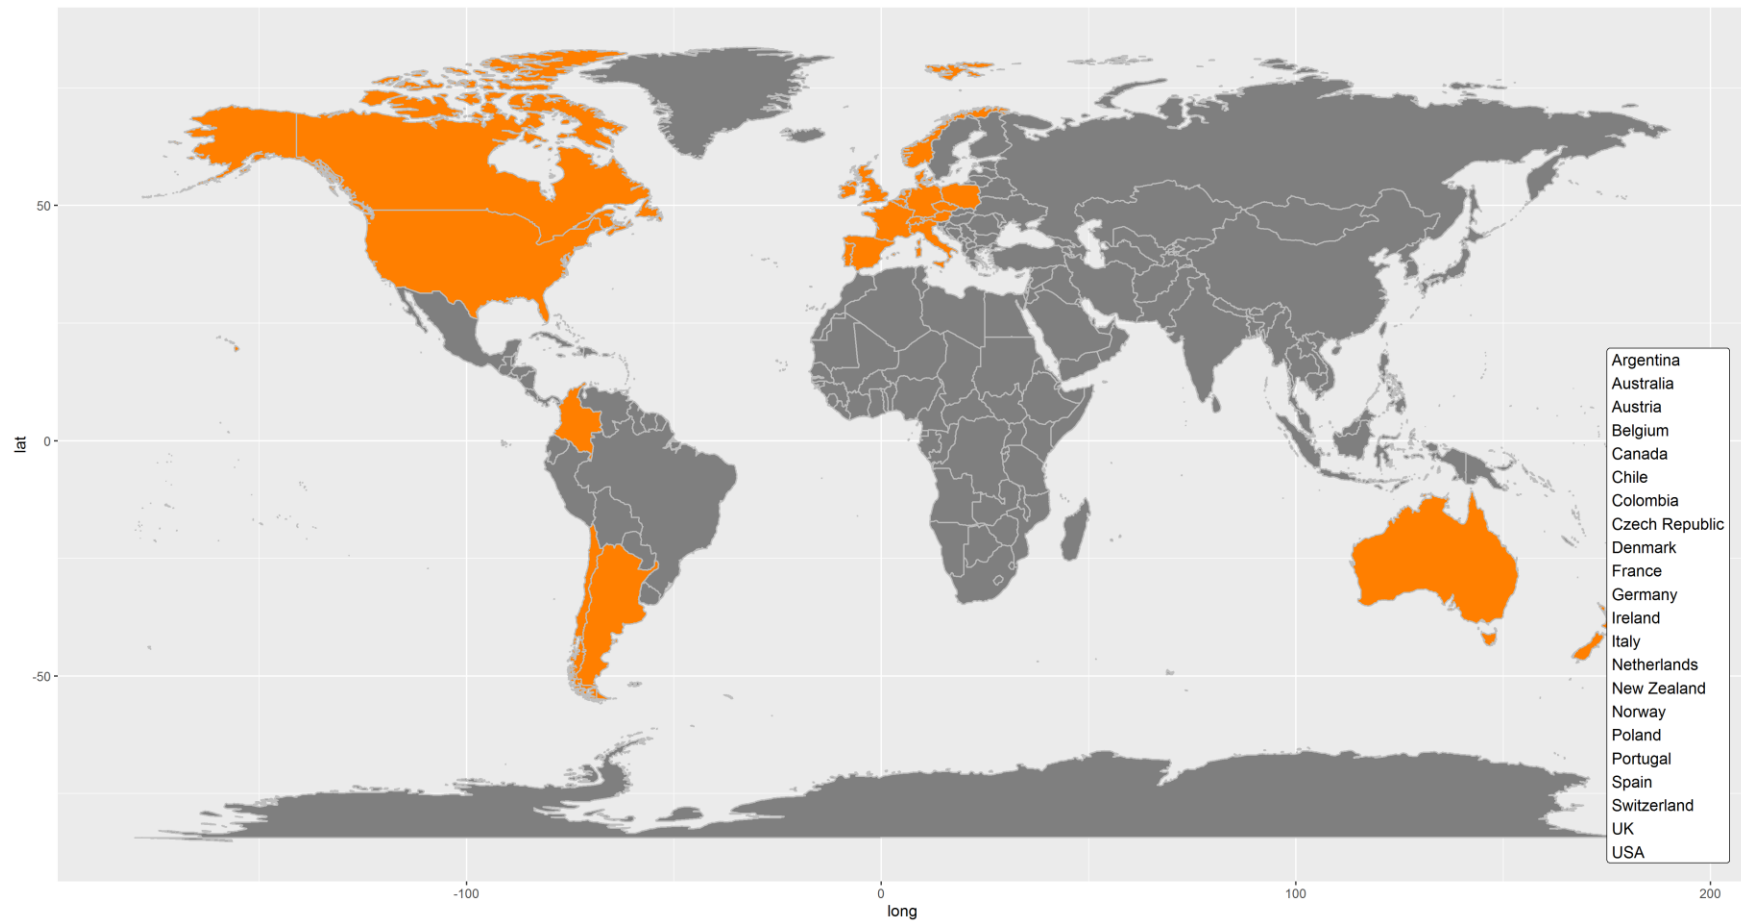 50
0
-50
lat
-100
0
100
200
long
Argentina
Australia
Austria
Belgium
Canada
Chile
Colombia
Czech Republic
Denmark
France
Germany
Ireland
Italy
Netherlands
New Zealand
Norway
Poland
Portugal
Spain
Switzerland
UK
USA